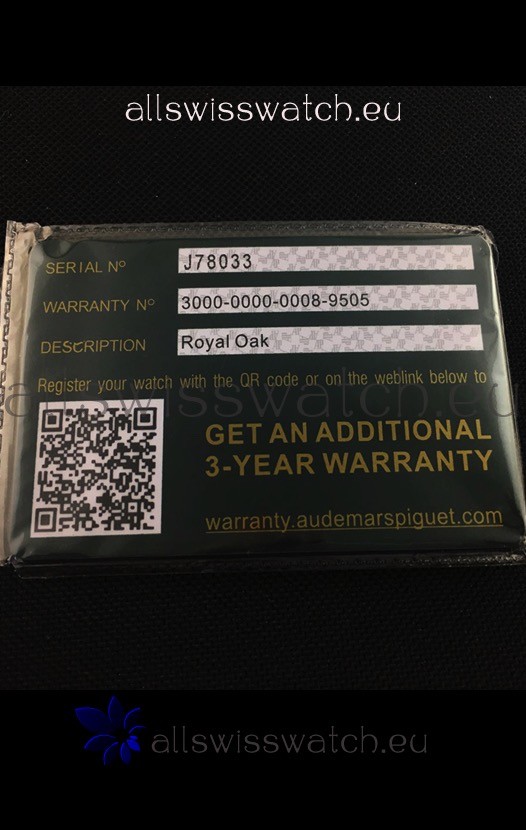 allswisswatch.eu
SERIAL Nº J78033
WARRANTY Nº 3000-0000-0008-9505
DESCRIPTION Royal Oak
Register your watch with the QR code or on the weblink below to
allswisswatch.eu
GET AN ADDITIONAL
3-YEAR WARRANTY
warranty.audemarspiguet.com
allswisswatch.eu